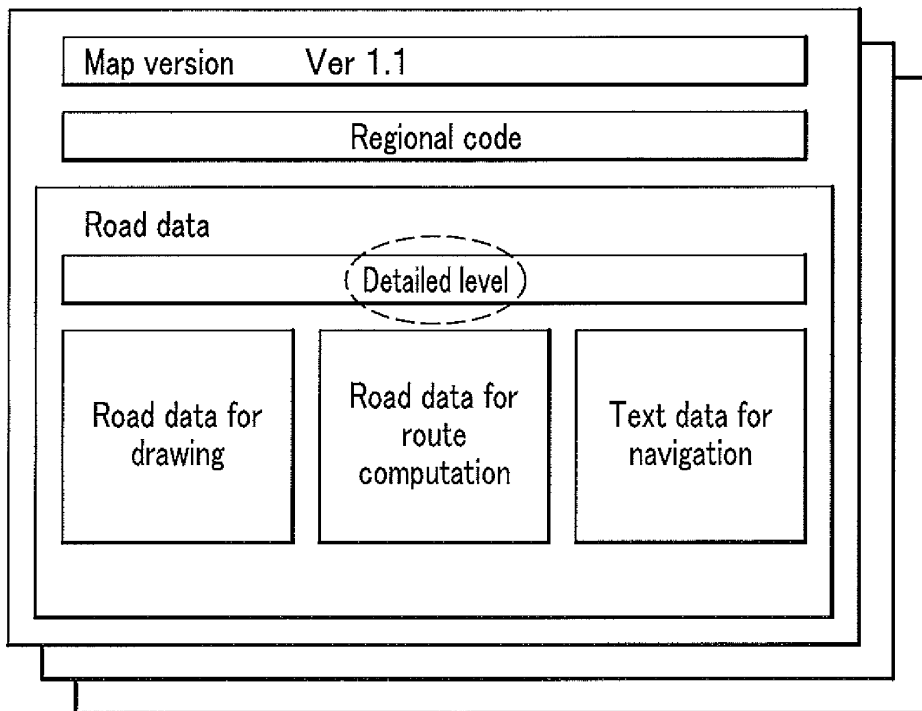 Map version Ver 1.1
Regional code
Road data
Detailed level
Road data for
drawing
Road data for
route
computation
Text data for
navigation